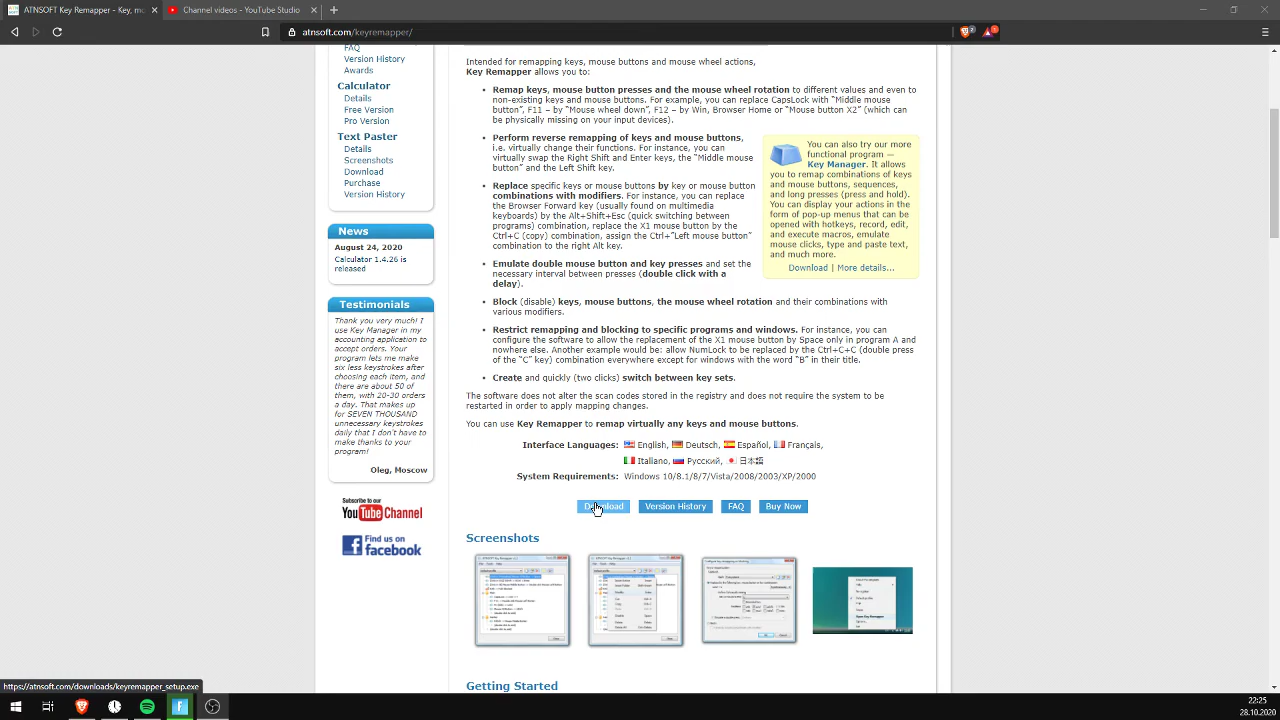 ATNSOFT Key Remapper - Key, m
Channel videos - YouTube Studio
atnsoft.com/keyremapper/
FAQ
Version History
Awards
Calculator
Details
Free Version
Pro Version
Text Paster
Details
Screenshots
Download
Purchase
Version History
News
August 24, 2020
Calculator 1.4.26 is
released
Testimonials
Thank you very much! I
use Key Manager in my
accounting application to
accept orders. Your
program lets me make
six less keystrokes after
choosing each item, and
there are about 50 of
them, with 20-30 orders
a day. That makes up
for SEVEN THOUSAND
unnecessary keystrokes
daily that I don't have to
make thanks to your
program!
Oleg, Moscow
Subscribe to our
YouTube Channel
Find us on
facebook
Intended for remapping keys, mouse buttons and mouse wheel actions,
Key Remapper allows you to:
Remap keys, mouse button presses and the mouse wheel rotation to different values and even to
non-existing keys and mouse buttons. For example, you can replace CapsLock with "Middle mouse
button", F11 – by "Mouse wheel down", F12 – by Win, Browser Home or "Mouse button X2" (which can
be physically missing on your input devices).
Perform reverse remapping of keys and mouse buttons,
i.e. virtually change their functions. For instance, you can
virtually swap the Right Shift and Enter keys, the "Middle mouse
button" and the Left Shift key.
Replace specific keys or mouse buttons by key or mouse button
combinations with modifiers. For instance, you can replace
the Browser Forward key (usually found on multimedia
keyboards) by the Alt+Shift+Esc (quick switching between
programs) combination, replace the X1 mouse button by the
Ctrl+C (copy) combination, assign the Ctrl+"Left mouse button"
combination to the right Alt key.
Emulate double mouse button and key presses and set the
necessary interval between presses (double click with a
delay).
Block (disable) keys, mouse buttons, the mouse wheel rotation and their combinations with
various modifiers.
Restrict remapping and blocking to specific programs and windows. For instance, you can
configure the software to allow the replacement of the X1 mouse button by Space only in program A and
nowhere else. Another example would be: allow NumLock to be replaced by the Ctrl+C+C (double press
of the "C" key) combination everywhere except for windows with the word "B" in their title.
Create and quickly (two clicks) switch between key sets.
You can also try our more
functional program —
Key Manager. It allows
you to remap combinations of keys
and mouse buttons, sequences,
and long presses (press and hold).
You can display your actions in the
form of pop-up menus that can be
opened with hotkeys, record, edit,
and execute macros, emulate
mouse clicks, type and paste text,
and much more.
Download | More details...
The software does not alter the scan codes stored in the registry and does not require the system to be
restarted in order to apply mapping changes.
You can use Key Remapper to remap virtually any keys and mouse buttons.
Interface Languages: English, Deutsch, Español, Français,
Italiano, Русский, 日本語
System Requirements: Windows 10/8.1/8/7/Vista/2008/2003/XP/2000
Download Version History FAQ Buy Now
Screenshots
Getting Started
https://atnsoft.com/downloads/keyremapper_setup.exe
22:25
28.10.2020